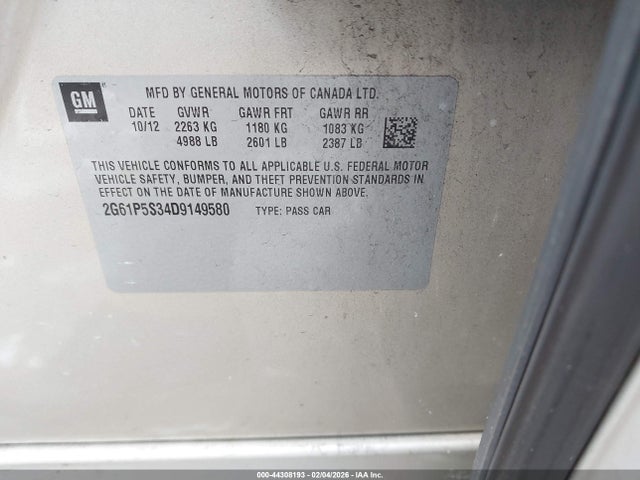 GM
MFD BY GENERAL MOTORS OF CANADA LTD.
DATE GVWR GAWR FRT GAWR RR
10/12 2263 KG 1180 KG 1083 KG
4988 LB 2601 LB 2387 LB
THIS VEHICLE CONFORMS TO ALL APPLICABLE U.S. FEDERAL MOTOR
VEHICLE SAFETY, BUMPER, AND THEFT PREVENTION STANDARDS IN
EFFECT ON THE DATE OF MANUFACTURE SHOWN ABOVE.
2G61P5S34D9149580 TYPE: PASS CAR
000-44308193 - 02/04/2026 - IAA Inc.